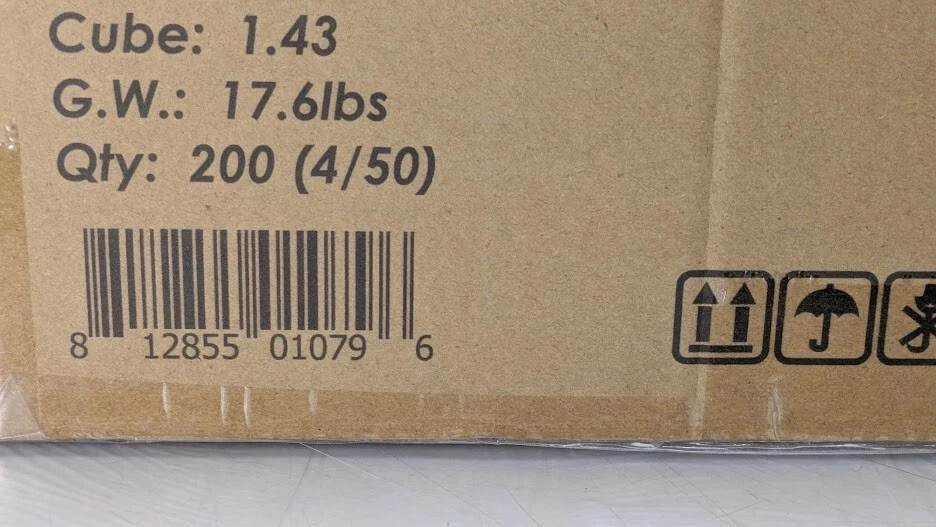 Cube: 1.43
G.W.: 17.6lbs
Qty: 200 (4/50)
8 12855 01079 6